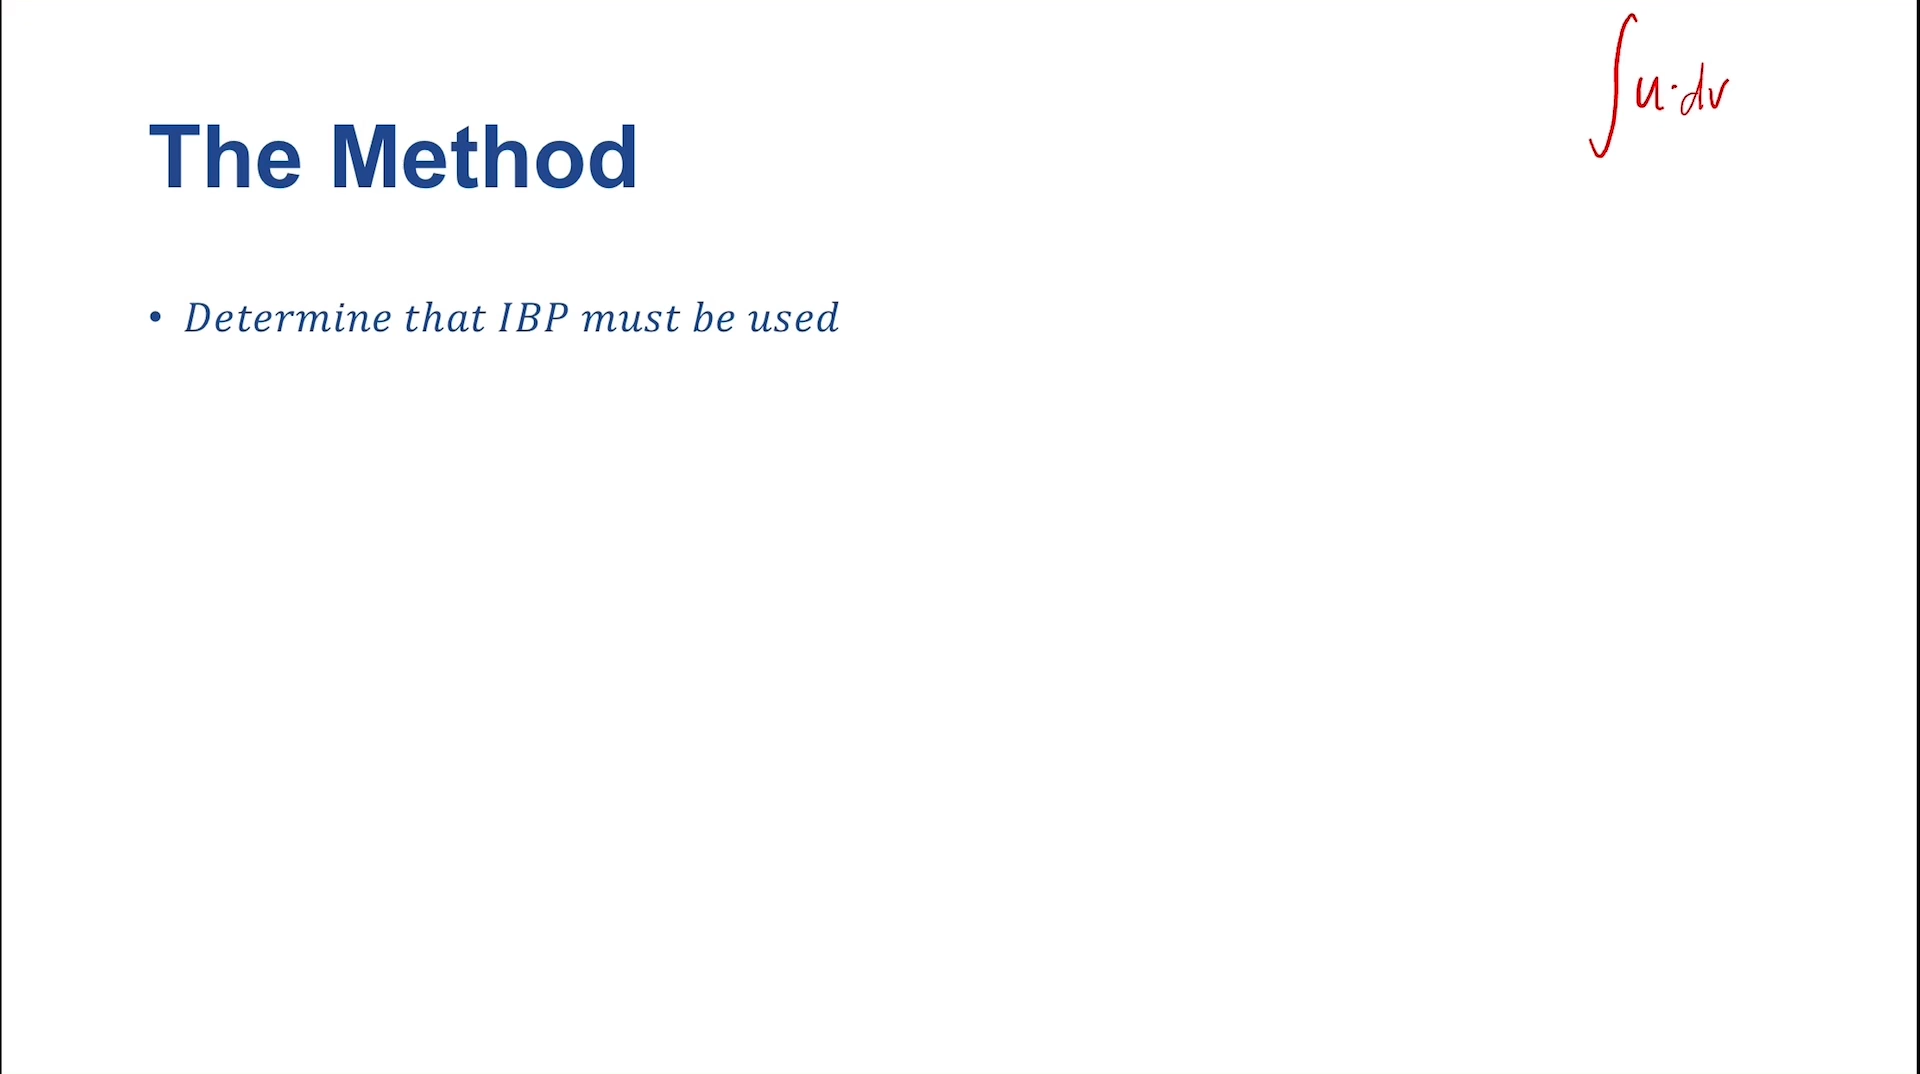 ∫u·dv
The Method
• Determine that IBP must be used